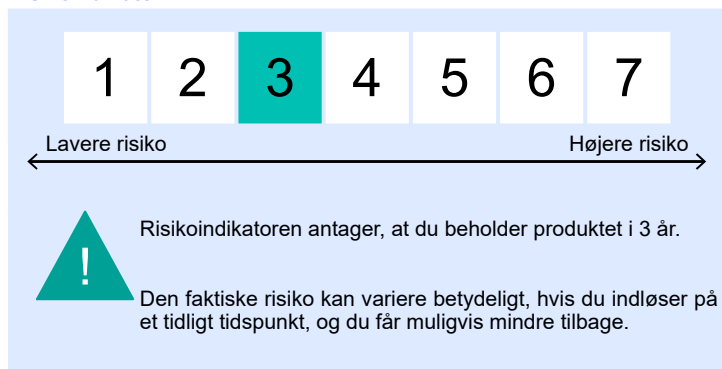 1 2 3 4 5 6 7
Lavere risiko Højere risiko
Risikoindikatoren antager, at du beholder produktet i 3 år.
!
Den faktiske risiko kan variere betydeligt, hvis du indløser på
et tidligt tidspunkt, og du får muligvis mindre tilbage.